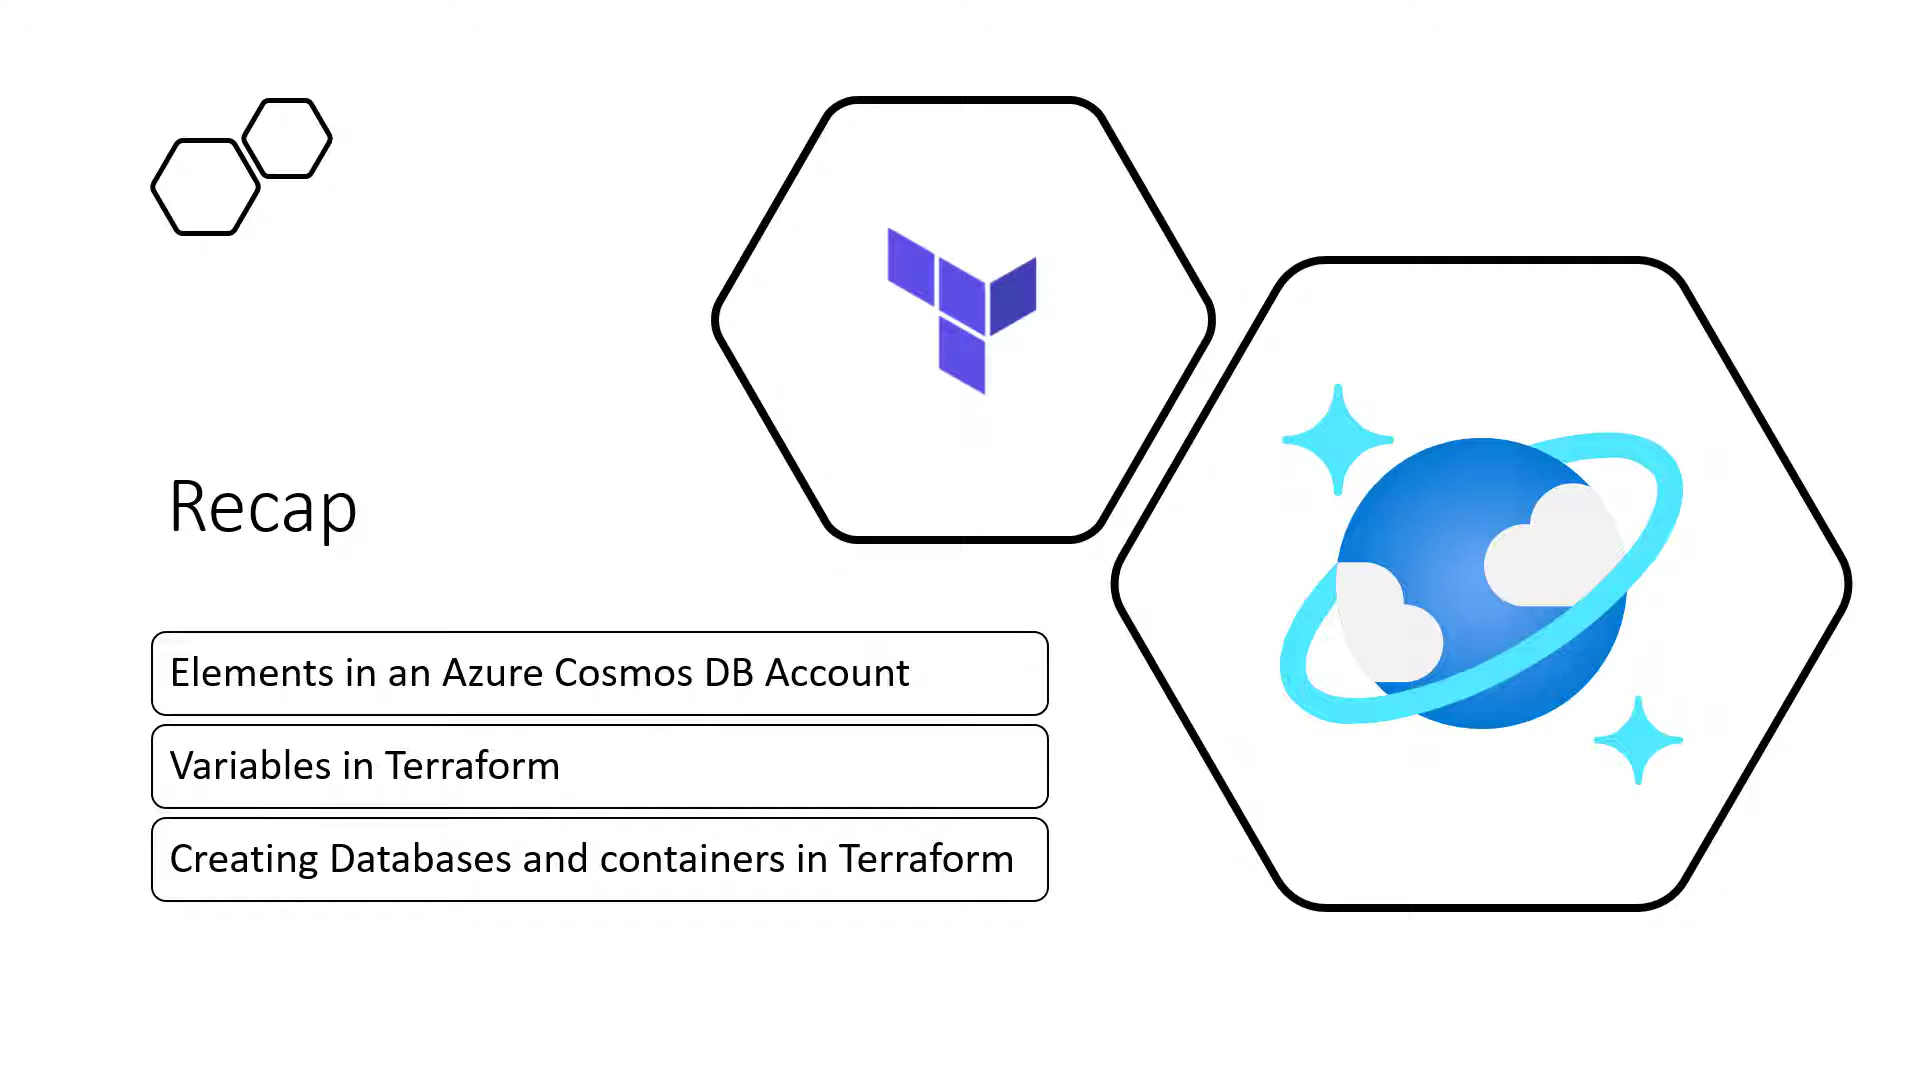 Recap
Elements in an Azure Cosmos DB Account
Variables in Terraform
Creating Databases and containers in Terraform